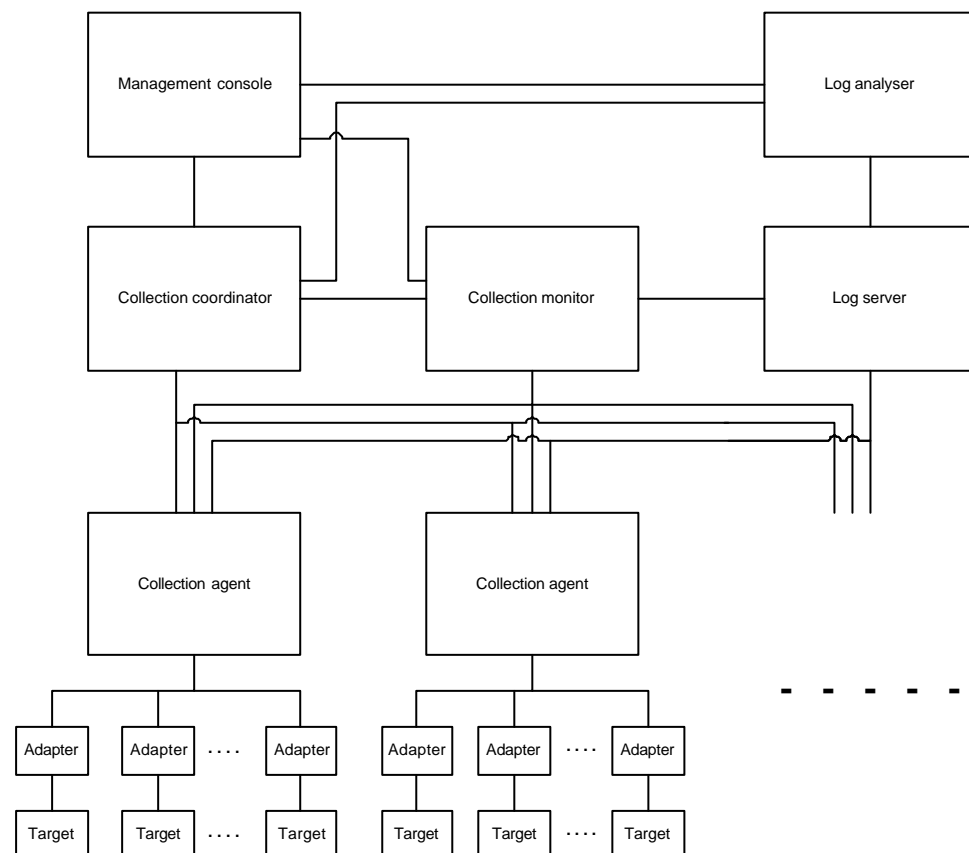 Management console
Log analyser
Collection coordinator
Collection monitor
Log server
Collection agent
Collection agent
Adapter
Adapter
. . . .
Adapter
Adapter
Adapter
. . . .
Adapter
Target
Target
. . . .
Target
Target
Target
. . . .
Target